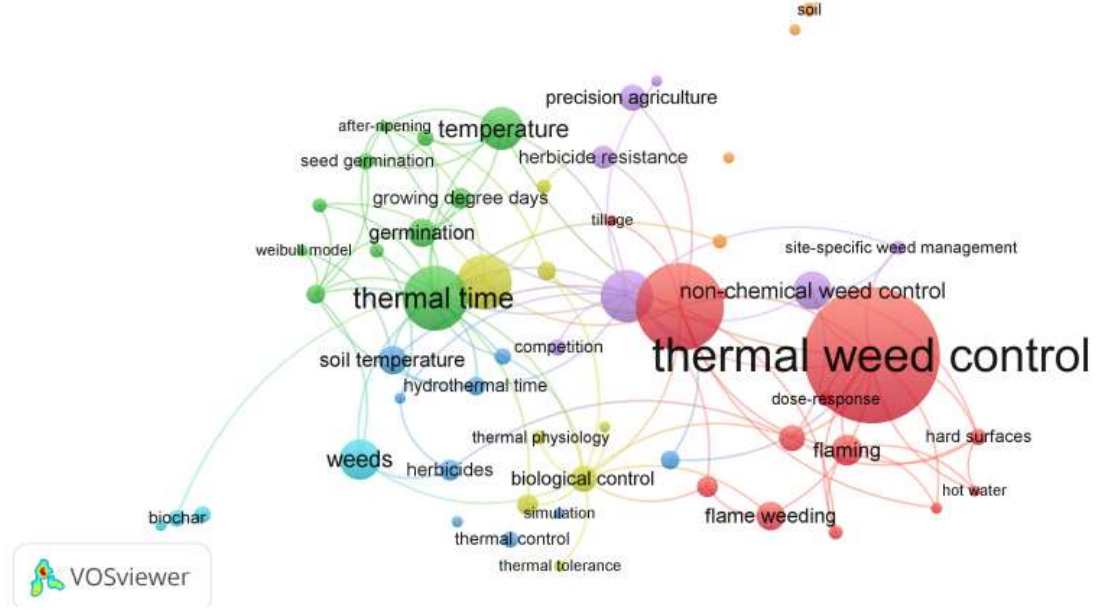 soil
precision agriculture
after-ripening
temperature
seed germination
herbicide resistance
growing degree days
tillage
germination
weibull model
site-specific weed management
thermal time
non-chemical weed control
soil temperature
competition
thermal weed control
hydrothermal time
dose-response
thermal physiology
hard surfaces
flaming
weeds
herbicides
biological control
hot water
biochar
simulation
flame weeding
thermal control
thermal tolerance
VOSviewer